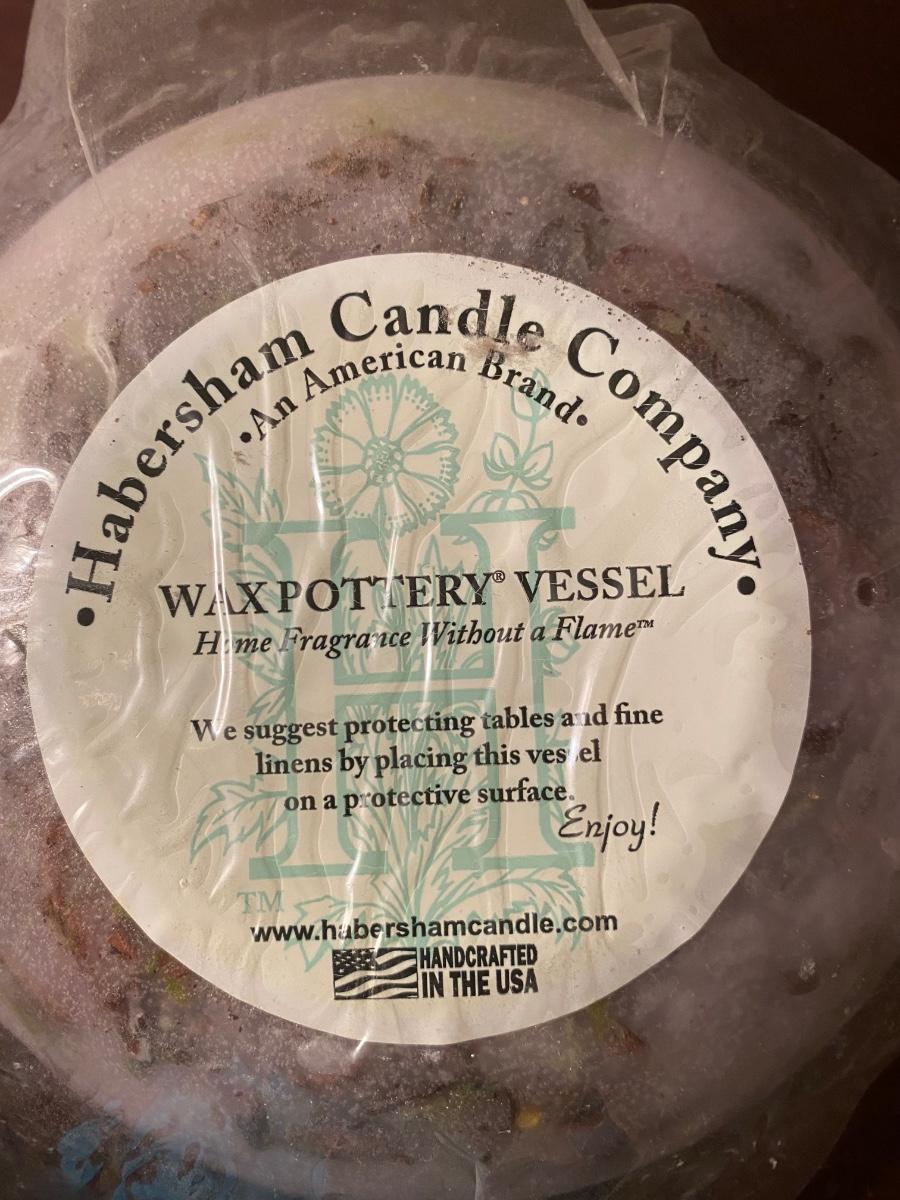 •Habersham Candle Company•
•An American Brand•
WAX POTTERY® VESSEL
Home Fragrance Without a Flame™
We suggest protecting tables and fine
linens by placing this vessel
on a protective surface.
Enjoy!
H
TM
www.habershamcandle.com
HANDCRAFTED
IN THE USA